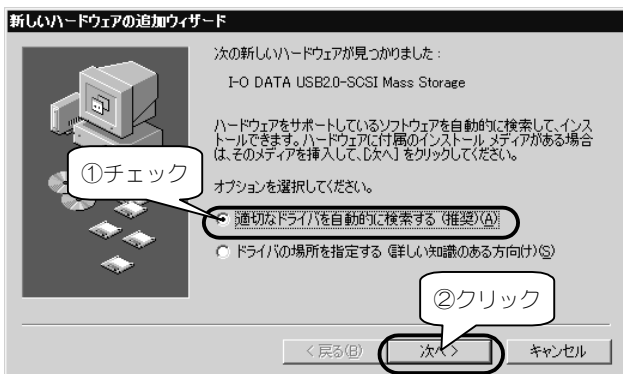 新しいハードウェアの追加ウィザード
次の新しいハードウェアが見つかりました:
I-O DATA USB2.0-SCSI Mass Storage
ハードウェアをサポートしているソフトウェアを自動的に検索して、インス
トールできます。ハードウェアに付属のインストール メディアがある場合
は、そのメディアを挿入して、[次へ] をクリックしてください。
①チェック
オプションを選択してください。
適切なドライバを自動的に検索する (推奨)(A)
ドライバの場所を指定する (詳しい知識のある方向け)(S)
②クリック
< 戻る(B)
次へ >
キャンセル